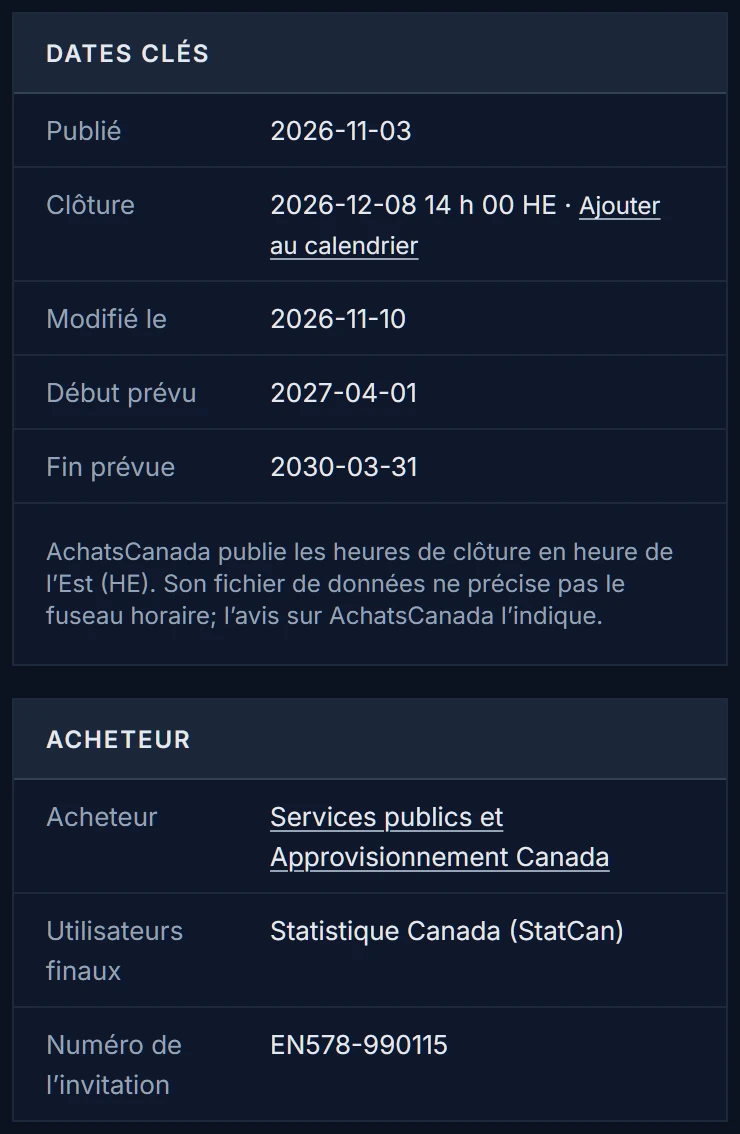 DATES CLÉS
Publié 2026-11-03
Clôture 2026-12-08 14 h 00 HE · Ajouter
au calendrier
Modifié le 2026-11-10
Début prévu 2027-04-01
Fin prévue 2030-03-31
AchatsCanada publie les heures de clôture en heure de
l’Est (HE). Son fichier de données ne précise pas le
fuseau horaire; l’avis sur AchatsCanada l’indique.
ACHETEUR
Acheteur Services publics et
Approvisionnement Canada
Utilisateurs Statistique Canada (StatCan)
finaux
Numéro de EN578-990115
l’invitation